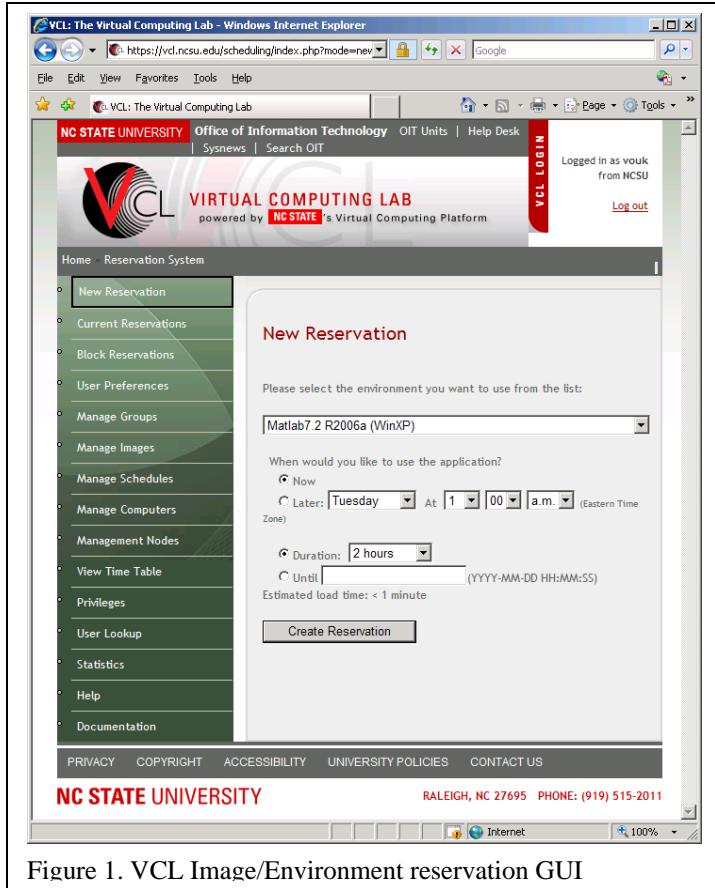 VCL: The Virtual Computing Lab - Windows Internet Explorer
https://vcl.ncsu.edu/scheduling/index.php?mode=new
Google
File Edit View Favorites Tools Help
VCL: The Virtual Computing Lab
Page Tools
NC STATE UNIVERSITY Office of Information Technology OIT Units | Help Desk
| Sysnews | Search OIT
VCL LOGIN
Logged in as vouk
from NCSU
Log out
VCL VIRTUAL COMPUTING LAB
powered by NC STATE's Virtual Computing Platform
Home - Reservation System
New Reservation
Current Reservations
Block Reservations
User Preferences
Manage Groups
Manage Images
Manage Schedules
Manage Computers
Management Nodes
View Time Table
Privileges
User Lookup
Statistics
Help
Documentation
New Reservation
Please select the environment you want to use from the list:
Matlab7.2 R2006a (WinXP)
When would you like to use the application?
Now
Later: Tuesday At 1 00 a.m. (Eastern Time
Zone)
Duration: 2 hours
Until (YYYY-MM-DD HH:MM:SS)
Estimated load time: < 1 minute
Create Reservation
PRIVACY COPYRIGHT ACCESSIBILITY UNIVERSITY POLICIES CONTACT US
NC STATE UNIVERSITY RALEIGH, NC 27695 PHONE: (919) 515-2011
Internet 100%
Figure 1. VCL Image/Environment reservation GUI